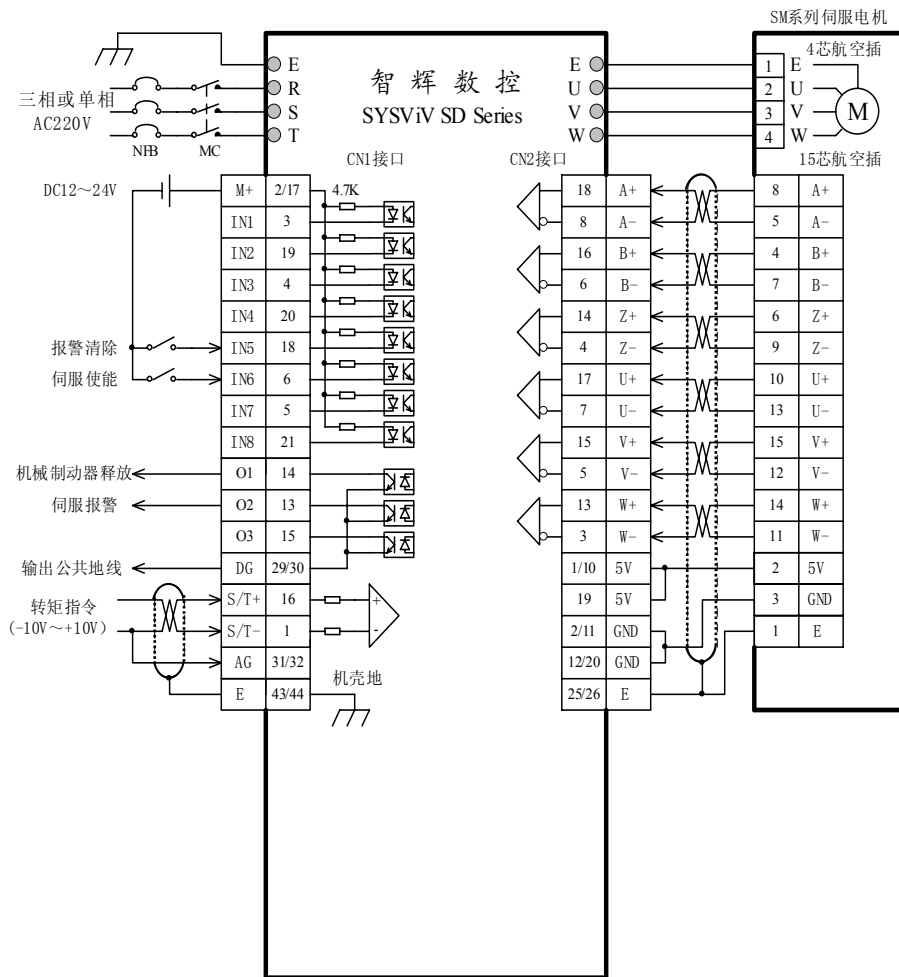 SM系列伺服电机
4芯航空插
E
R
S
T
三相或单相
AC220V
NFB
MC
智辉数控
SYSViV SD Series
E
U
V
W
1 E
2 U
3 V
4 W
M
CN1接口
CN2接口
15芯航空插
DC12～24V
4.7K
M+ 2/17
IN1 3
IN2 19
IN3 4
IN4 20
报警清除 IN5 18
伺服使能 IN6 6
IN7 5
IN8 21
机械制动器释放 O1 14
伺服报警 O2 13
O3 15
输出公共地线 DG 29/30
转矩指令
(-10V～+10V)
S/T+ 16 +
S/T- 1 -
AG 31/32
E 43/44
机壳地
18 A+
8 A-
16 B+
6 B-
14 Z+
4 Z-
17 U+
7 U-
15 V+
5 V-
13 W+
3 W-
1/10 5V
19 5V
2/11 GND
12/20 GND
25/26 E
8 A+
5 A-
4 B+
7 B-
6 Z+
9 Z-
10 U+
13 U-
15 V+
12 V-
14 W+
11 W-
2 5V
3 GND
1 E